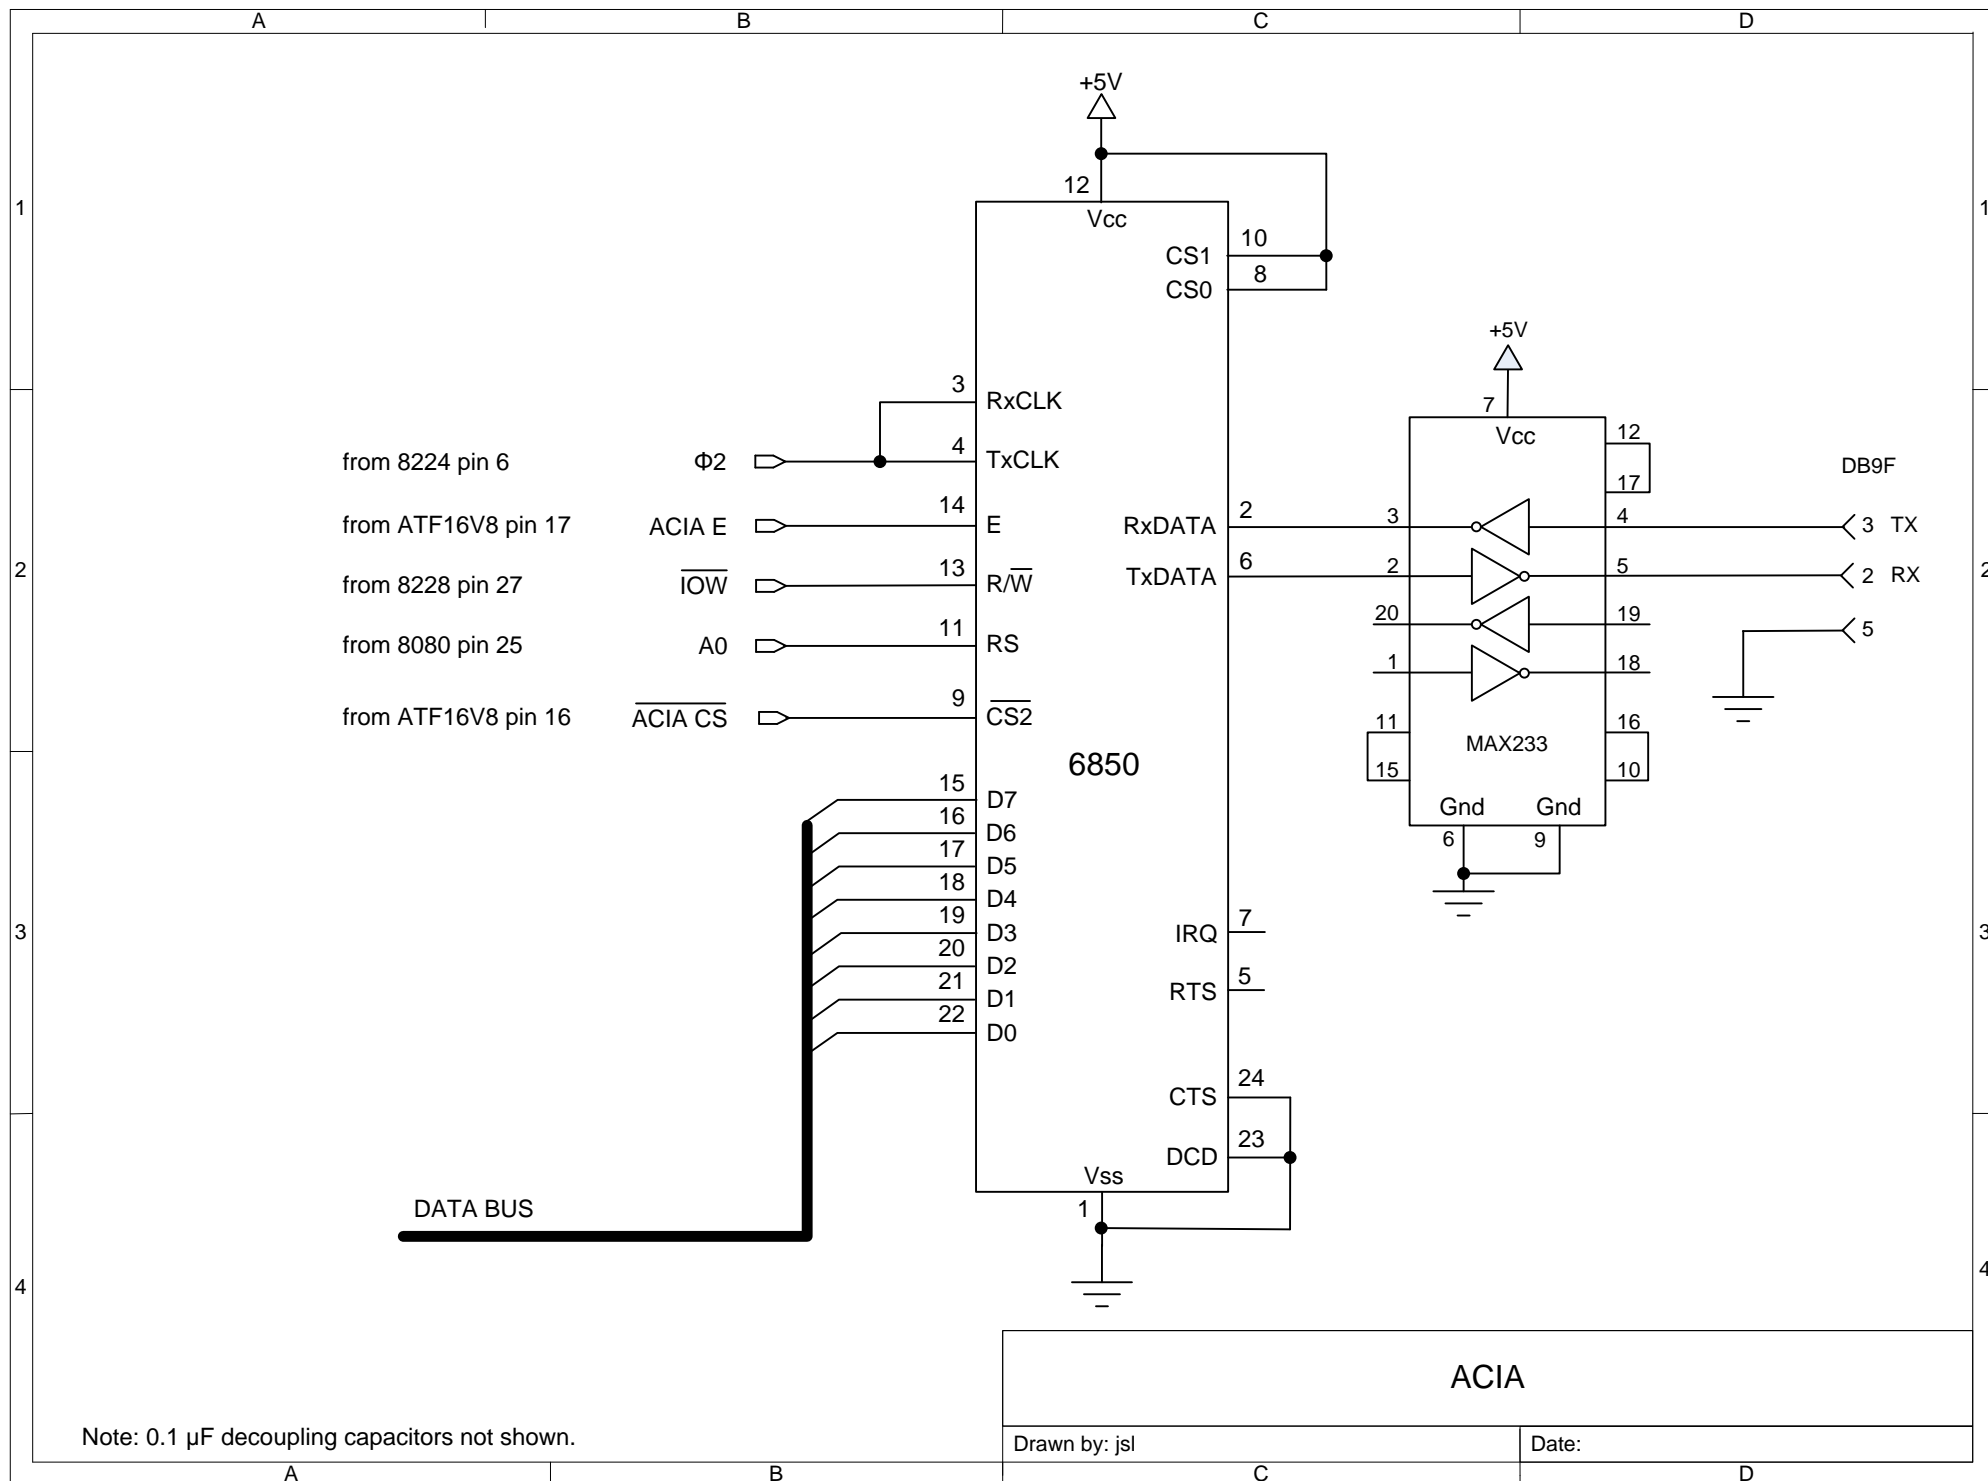 A B C D
1 1
2 2
3 3
4 4
+5V
12
Vcc
CS1 10
CS0 8
3 RxCLK
from 8224 pin 6 Φ2 4 TxCLK
from ATF16V8 pin 17 ACIA E 14 E
from 8228 pin 27 IOW 13 R/W
from 8080 pin 25 A0 11 RS
from ATF16V8 pin 16 ACIA CS 9 CS2
6850
15 D7
16 D6
17 D5
18 D4
19 D3
20 D2
21 D1
22 D0
DATA BUS
RxDATA 2
TxDATA 6
IRQ 7
RTS 5
CTS 24
DCD 23
Vss
1
+5V
7
Vcc
12
17
3 4
2 5
20 19
1 18
11 16
MAX233
15 10
Gnd Gnd
6 9
DB9F
3 TX
2 RX
5
ACIA
Note: 0.1 µF decoupling capacitors not shown.
Drawn by: jsl
Date:
A B C D